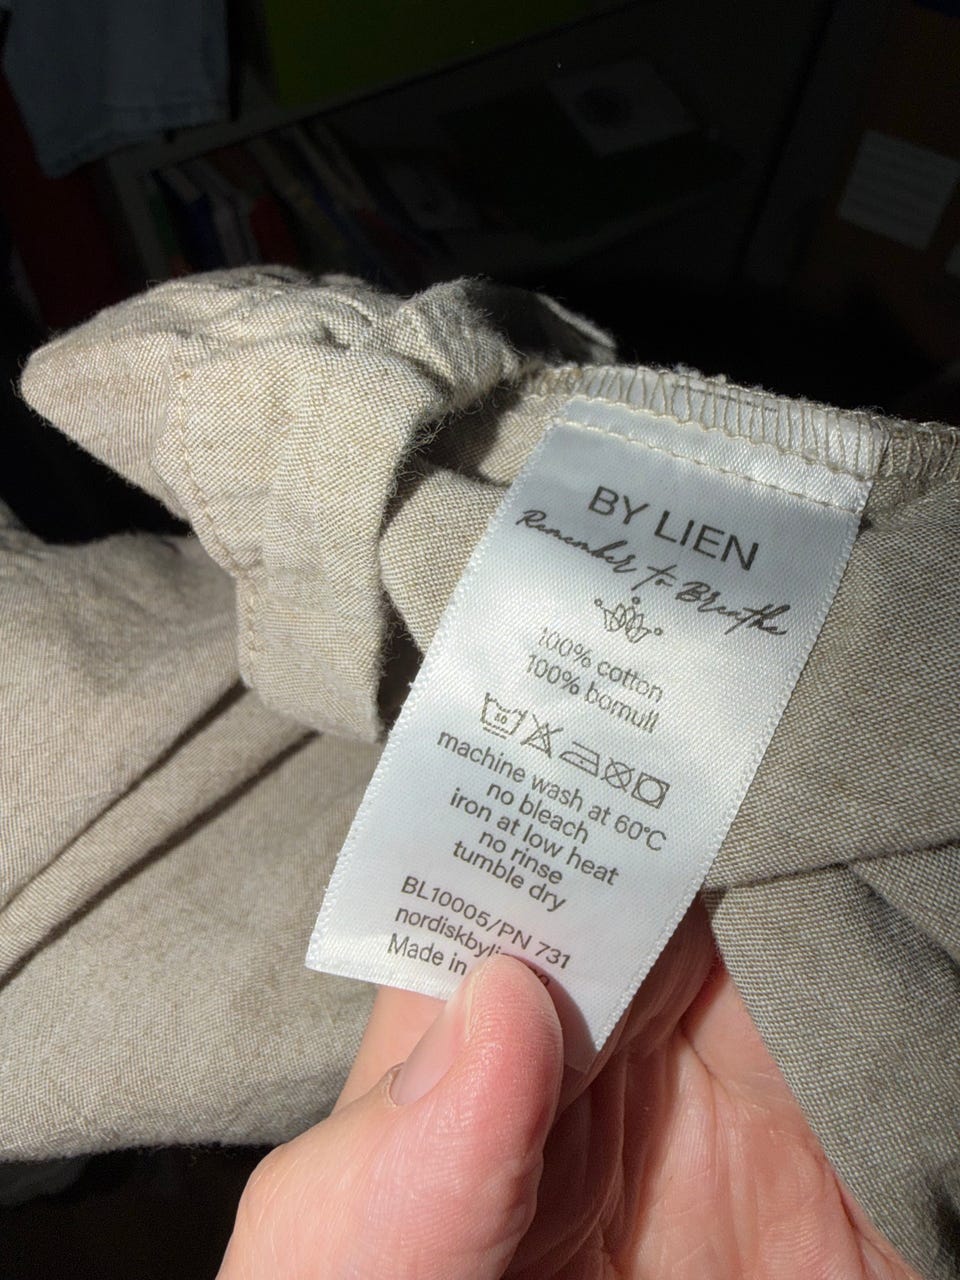 BY LIEN
Remember to Breathe
100% cotton
100% bomull
60
machine wash at 60°C
no bleach
iron at low heat
no rinse
tumble dry
BL10005/PN 731
Made in